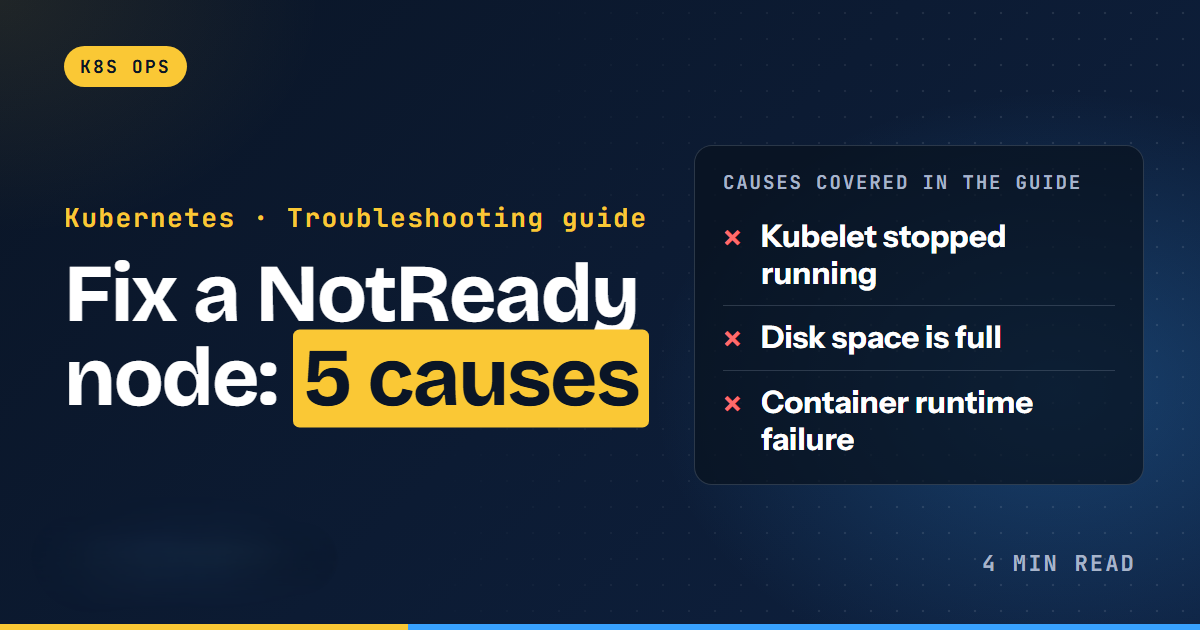 K8S OPS
Kubernetes · Troubleshooting guide
Fix a NotReady
node: 5 causes
CAUSES COVERED IN THE GUIDE
× Kubelet stopped
running
× Disk space is full
× Container runtime
failure
4 MIN READ